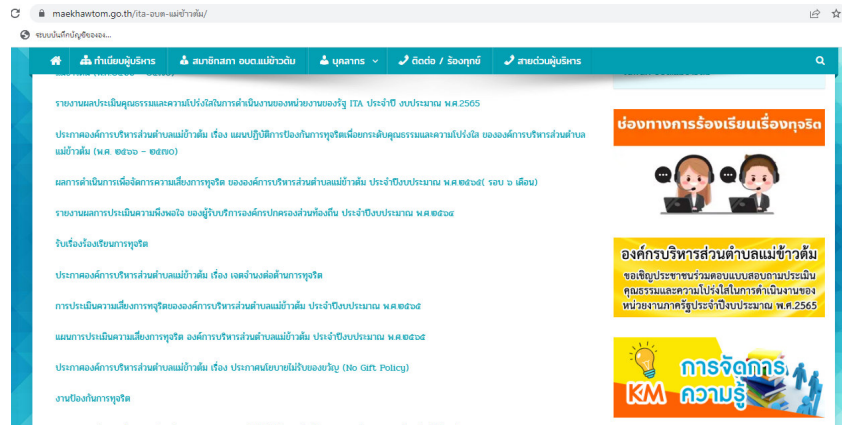 maekhawtom.go.th/ita-อบต-แม่ข้าวต้ม/
ระบบบันทึกบัญชีขององ...
ทำเนียบผู้บริหาร สมาชิกสภา อบต.แม่ข้าวต้ม บุคลากร ติดต่อ / ร้องทุกข์ สายด่วนผู้บริหาร
รายงานผลประเมินคุณธรรมและความโปร่งใสในการดำเนินงานของหน่วยงานของรัฐ ITA ประจำปี งบประมาณ พ.ศ.2565
ประกาศองค์การบริหารส่วนตำบลแม่ข้าวต้ม เรื่อง แผนปฏิบัติการป้องกันการทุจริตเพื่อยกระดับคุณธรรมและความโปร่งใส ขององค์การบริหารส่วนตำบล
แม่ข้าวต้ม (พ.ศ. ๒๕๖๖ – ๒๕๗๐)
ผลการดำเนินการเพื่อจัดการความเสี่ยงการทุจริต ขององค์การบริหารส่วนตำบลแม่ข้าวต้ม ประจำปีงบประมาณ พ.ศ.๒๕๖๕( รอบ ๖ เดือน)
รายงานผลการประเมินความพึงพอใจ ของผู้รับบริการองค์กรปกครองส่วนท้องถิ่น ประจำปีงบประมาณ พ.ศ.๒๕๖๔
รับเรื่องร้องเรียนการทุจริต
ประกาศองค์การบริหารส่วนตำบลแม่ข้าวต้ม เรื่อง เจตจำนงต่อต้านการทุจริต
การประเมินความเสี่ยงการทุจริตขององค์การบริหารส่วนตำบลแม่ข้าวต้ม ประจำปีงบประมาณ พ.ศ.๒๕๖๕
แผนการประเมินความเสี่ยงการทุจริต องค์การบริหารส่วนตำบลแม่ข้าวต้ม ประจำปีงบประมาณ พ.ศ.๒๕๖๕
ประกาศองค์การบริหารส่วนตำบลแม่ข้าวต้ม เรื่อง ประกาศนโยบายไม่รับของขวัญ (No Gift Policy)
งานป้องกันการทุจริต
ช่องทางการร้องเรียนเรื่องทุจริต
องค์กรบริหารส่วนตำบลแม่ข้าวต้ม
ขอเชิญประชาชนร่วมตอบแบบสอบถามประเมิน
คุณธรรมและความโปร่งใสในการดำเนินงานของ
หน่วยงานภาครัฐประจำปีงบประมาณ พ.ศ.2565
การจัดการ
KM ความรู้